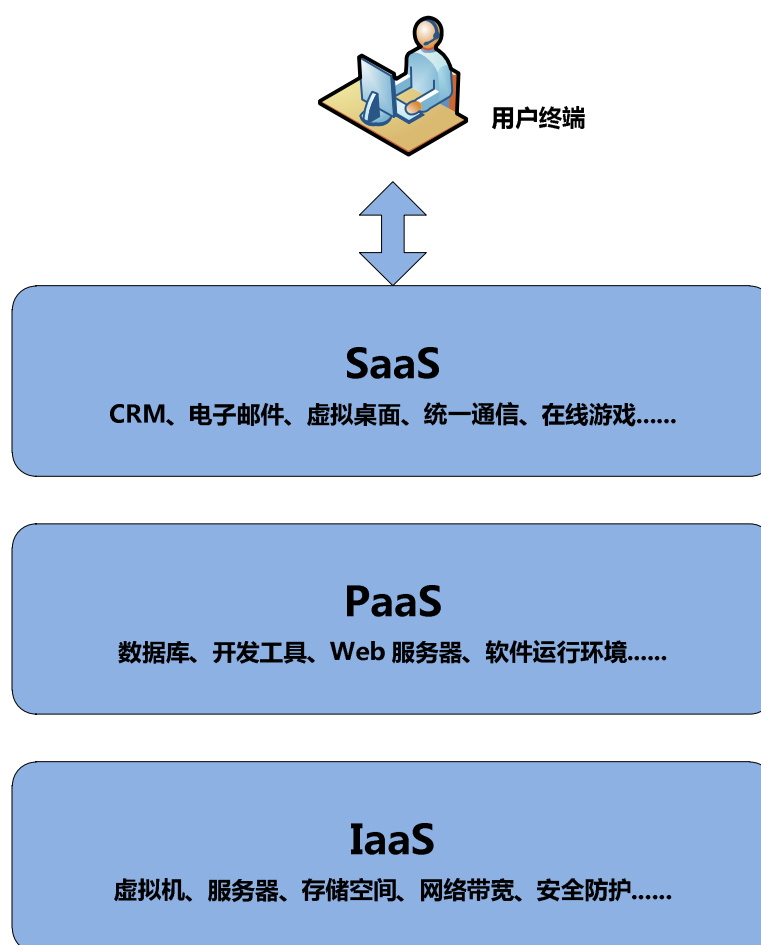 用户终端
SaaS
CRM、电子邮件、虚拟桌面、统一通信、在线游戏......
PaaS
数据库、开发工具、Web 服务器、软件运行环境......
IaaS
虚拟机、服务器、存储空间、网络带宽、安全防护......